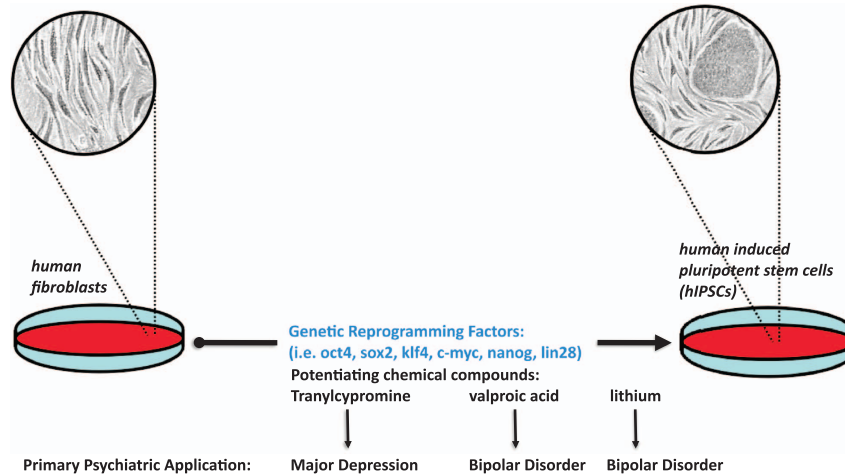 human
fibroblasts
human induced
pluripotent stem cells
(hIPSCs)
Genetic Reprogramming Factors:
(i.e. oct4, sox2, klf4, c-myc, nanog, lin28)
Potentiating chemical compounds:
Tranylcypromine valproic acid lithium
Primary Psychiatric Application: Major Depression Bipolar Disorder Bipolar Disorder